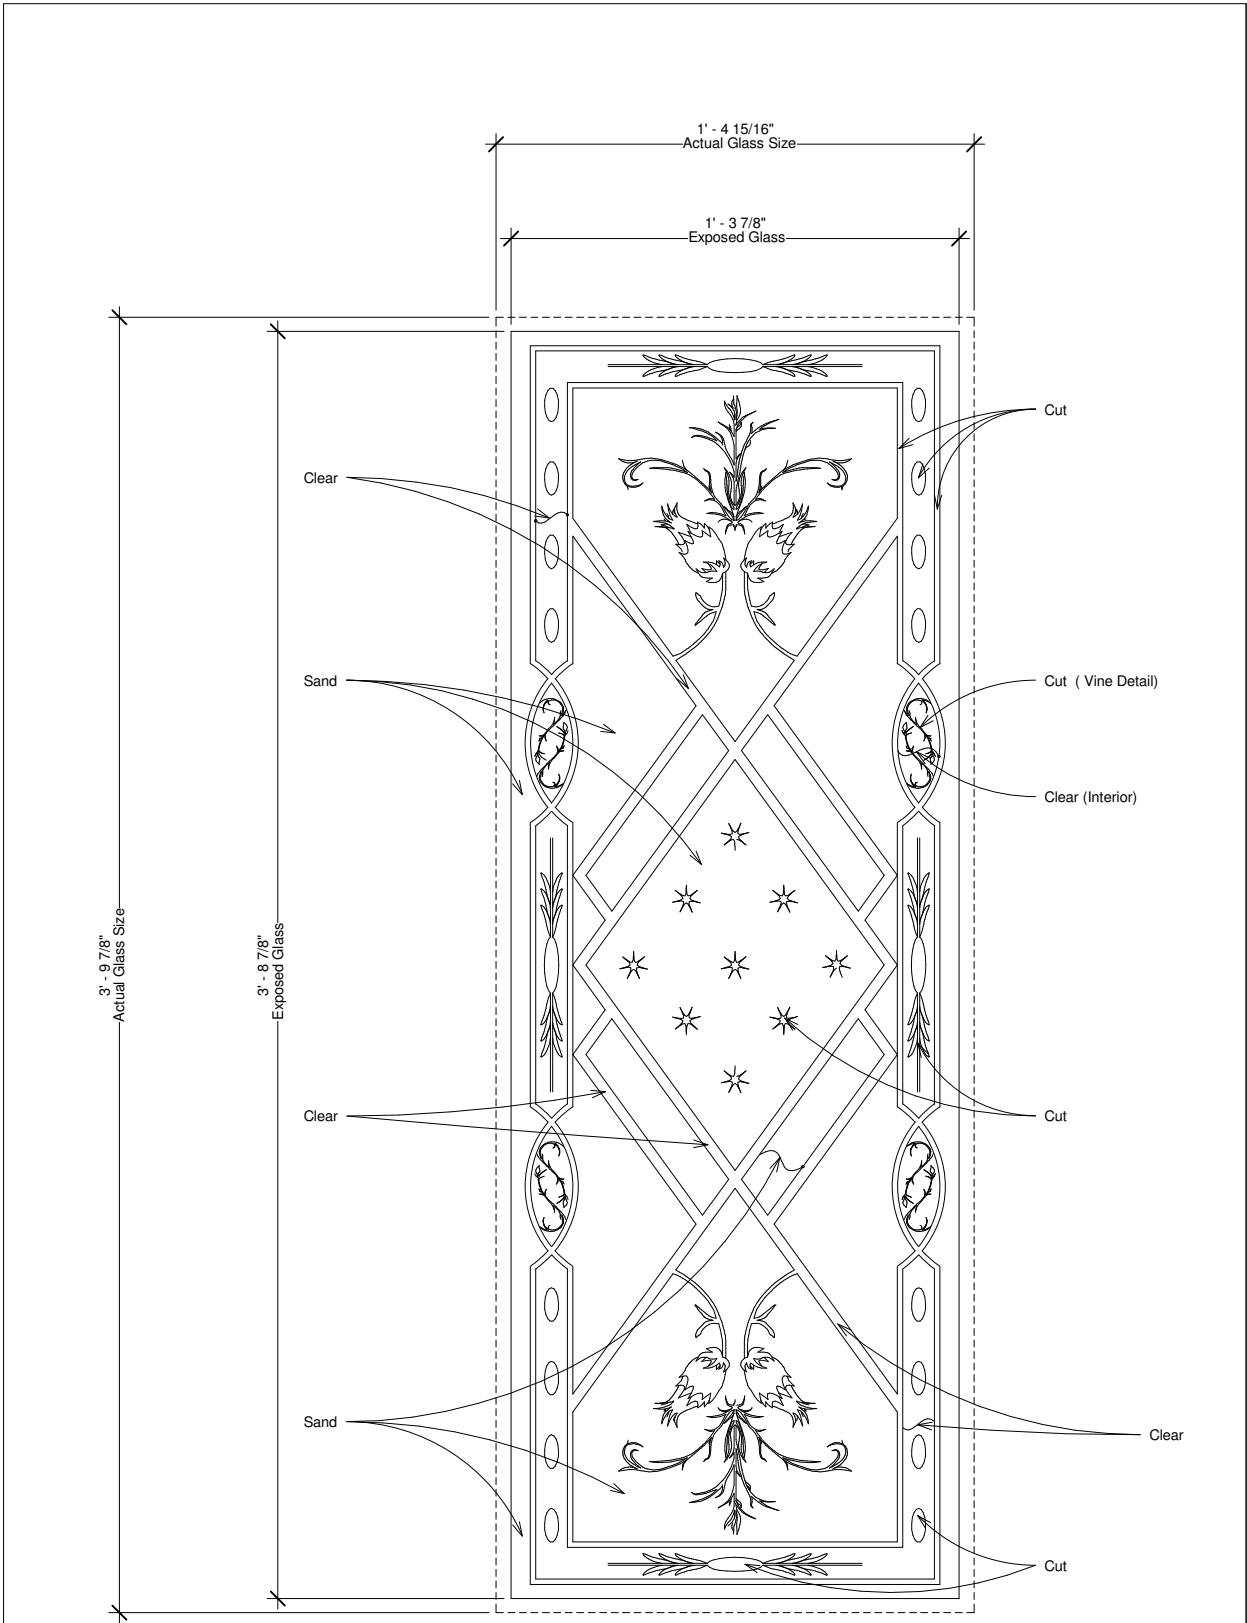 1' - 4 15/16"
Actual Glass Size
1' - 3 7/8"
Exposed Glass
Cut
Clear
Sand
Cut ( Vine Detail)
Clear (Interior)
3' - 9 7/8"
Actual Glass Size
3' - 8 7/8"
Exposed Glass
Clear
Cut
Sand
Clear
Cut